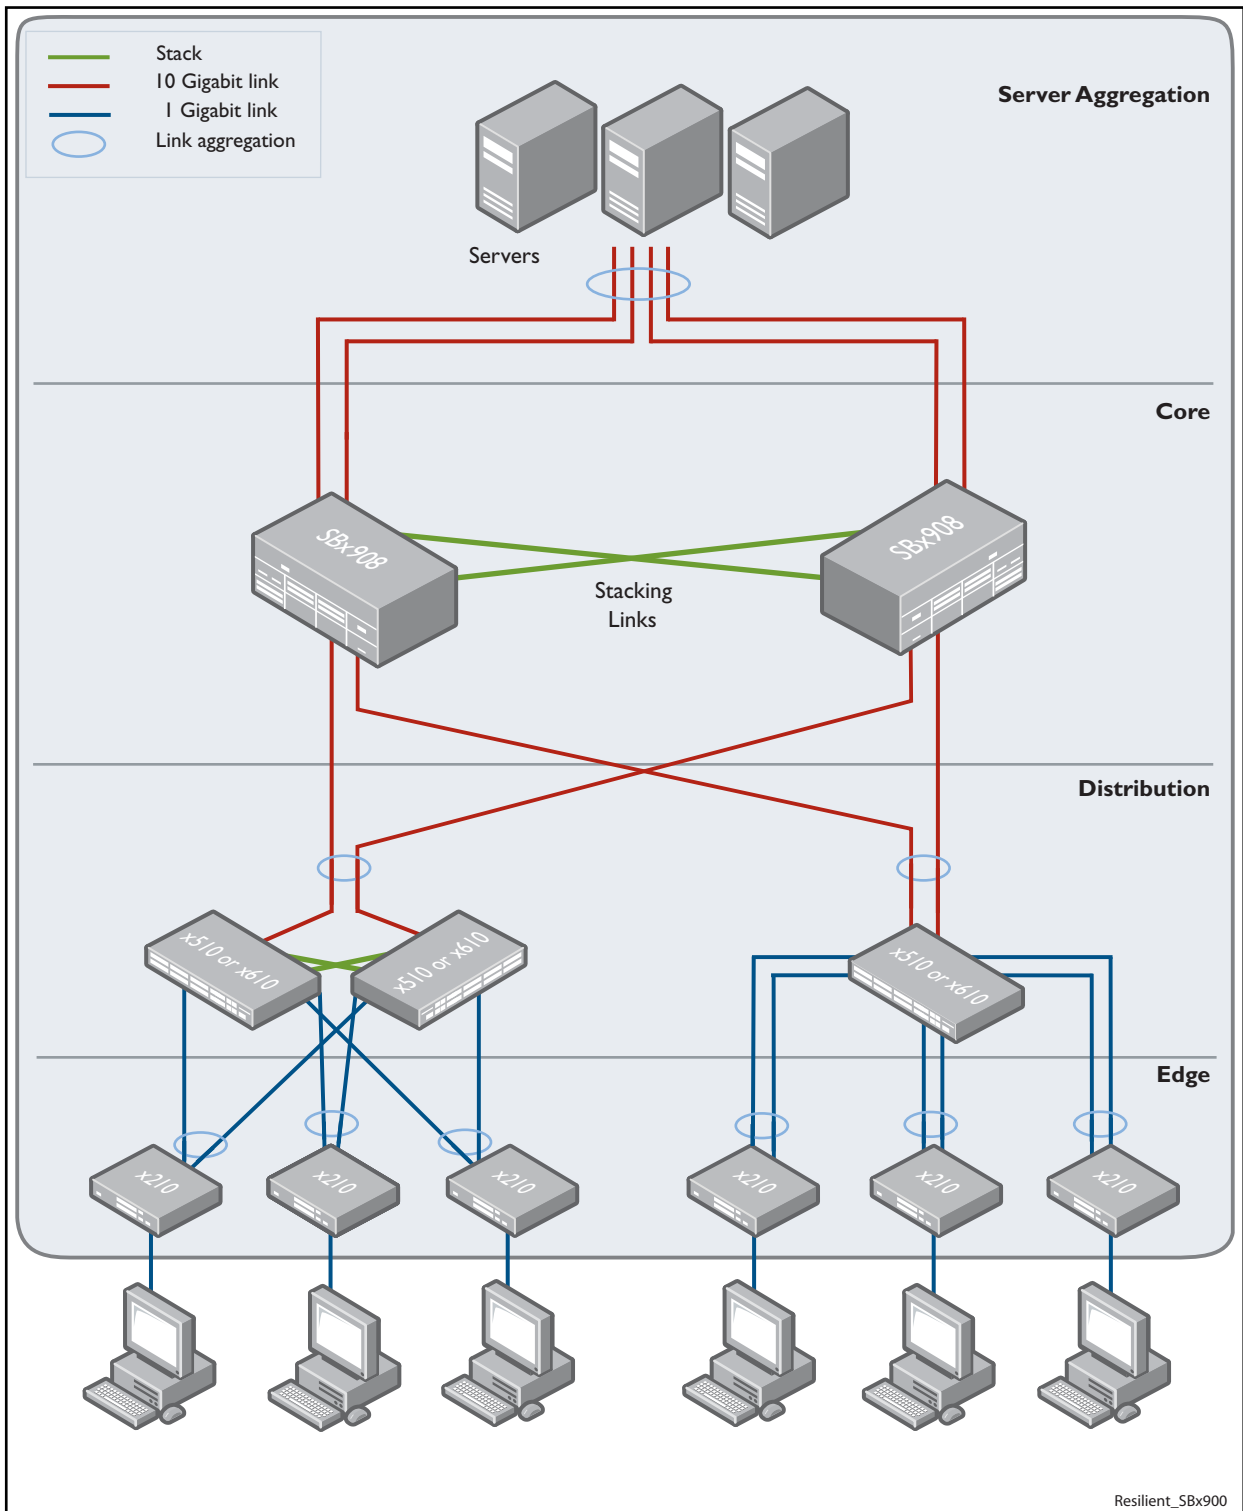 Stack
10 Gigabit link
1 Gigabit link
Link aggregation
Server Aggregation
Servers
Core
SBx908
SBx908
Stacking
Links
Distribution
x510 or x610
x510 or x610
x510 or x610
Edge
x210
x210
x210
x210
x210
x210
Resilient_SBx900